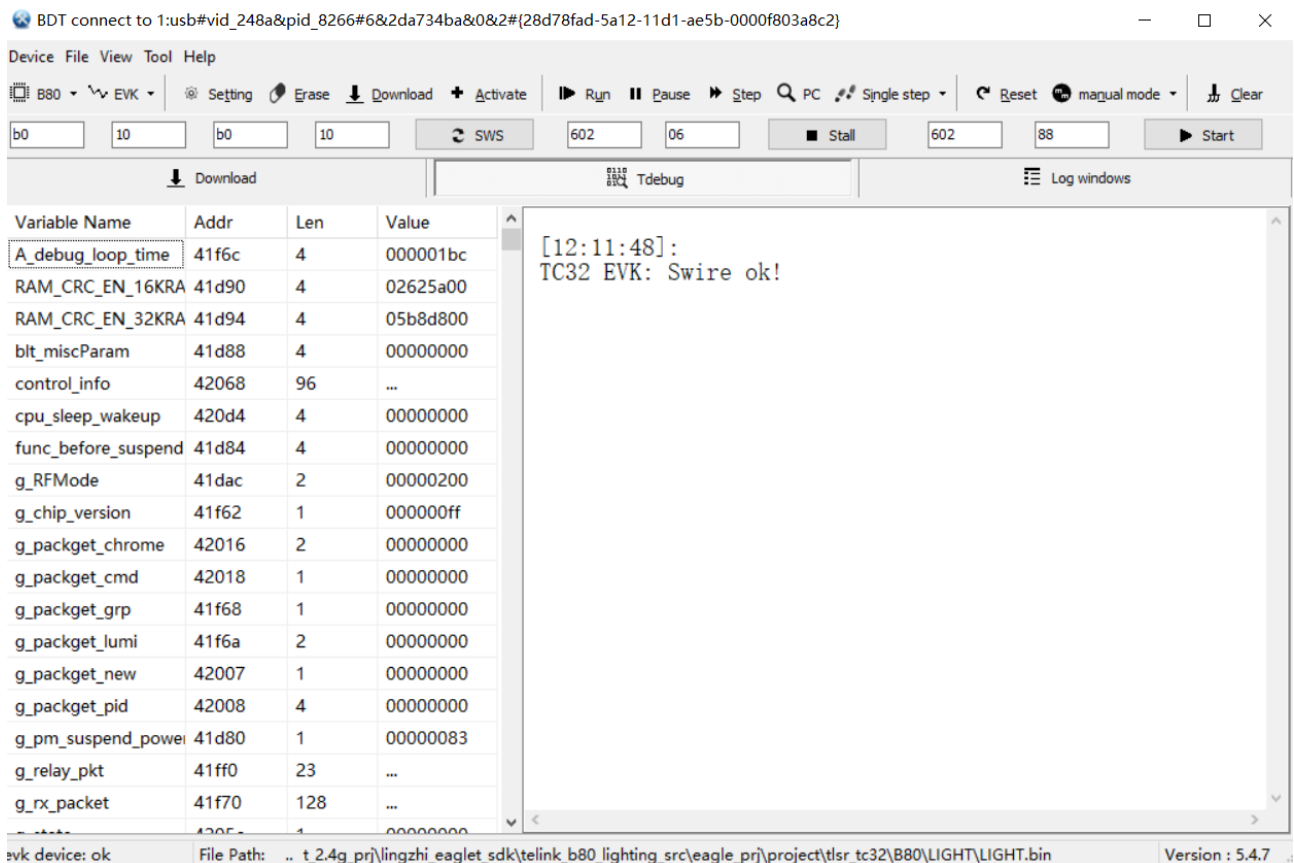 BDT connect to 1:usb#vid_248a&pid_8266#6&2da734ba&0&2#{28d78fad-5a12-11d1-ae5b-0000f803a8c2}
Device File View Tool Help
B80 EVK Setting Erase Download Activate Run Pause Step PC Single step Reset manual mode Clear
b0 10 b0 10 SWS 602 06 Stall 602 88 Start
Download Tdebug Log windows
Variable Name Addr Len Value
A_debug_loop_time 41f6c 4 000001bc
RAM_CRC_EN_16KRA 41d90 4 02625a00
RAM_CRC_EN_32KRA 41d94 4 05b8d800
blt_miscParam 41d88 4 00000000
control_info 42068 96 ...
cpu_sleep_wakeup 420d4 4 00000000
func_before_suspend 41d84 4 00000000
g_RFMode 41dac 2 00000200
g_chip_version 41f62 1 000000ff
g_packget_chrome 42016 2 00000000
g_packget_cmd 42018 1 00000000
g_packget_grp 41f68 1 00000000
g_packget_lumi 41f6a 2 00000000
g_packget_new 42007 1 00000000
g_packget_pid 42008 4 00000000
g_pm_suspend_power 41d80 1 00000083
g_relay_pkt 41ff0 23 ...
g_rx_packet 41f70 128 ...
[12:11:48]:
TC32 EVK: Swire ok!
evk device: ok File Path: .. t_2.4g_prj\lingzhi_eaglet_sdk\telink_b80_lighting_src\eagle_prj\project\tlsr_tc32\B80\LIGHT\LIGHT.bin Version : 5.4.7